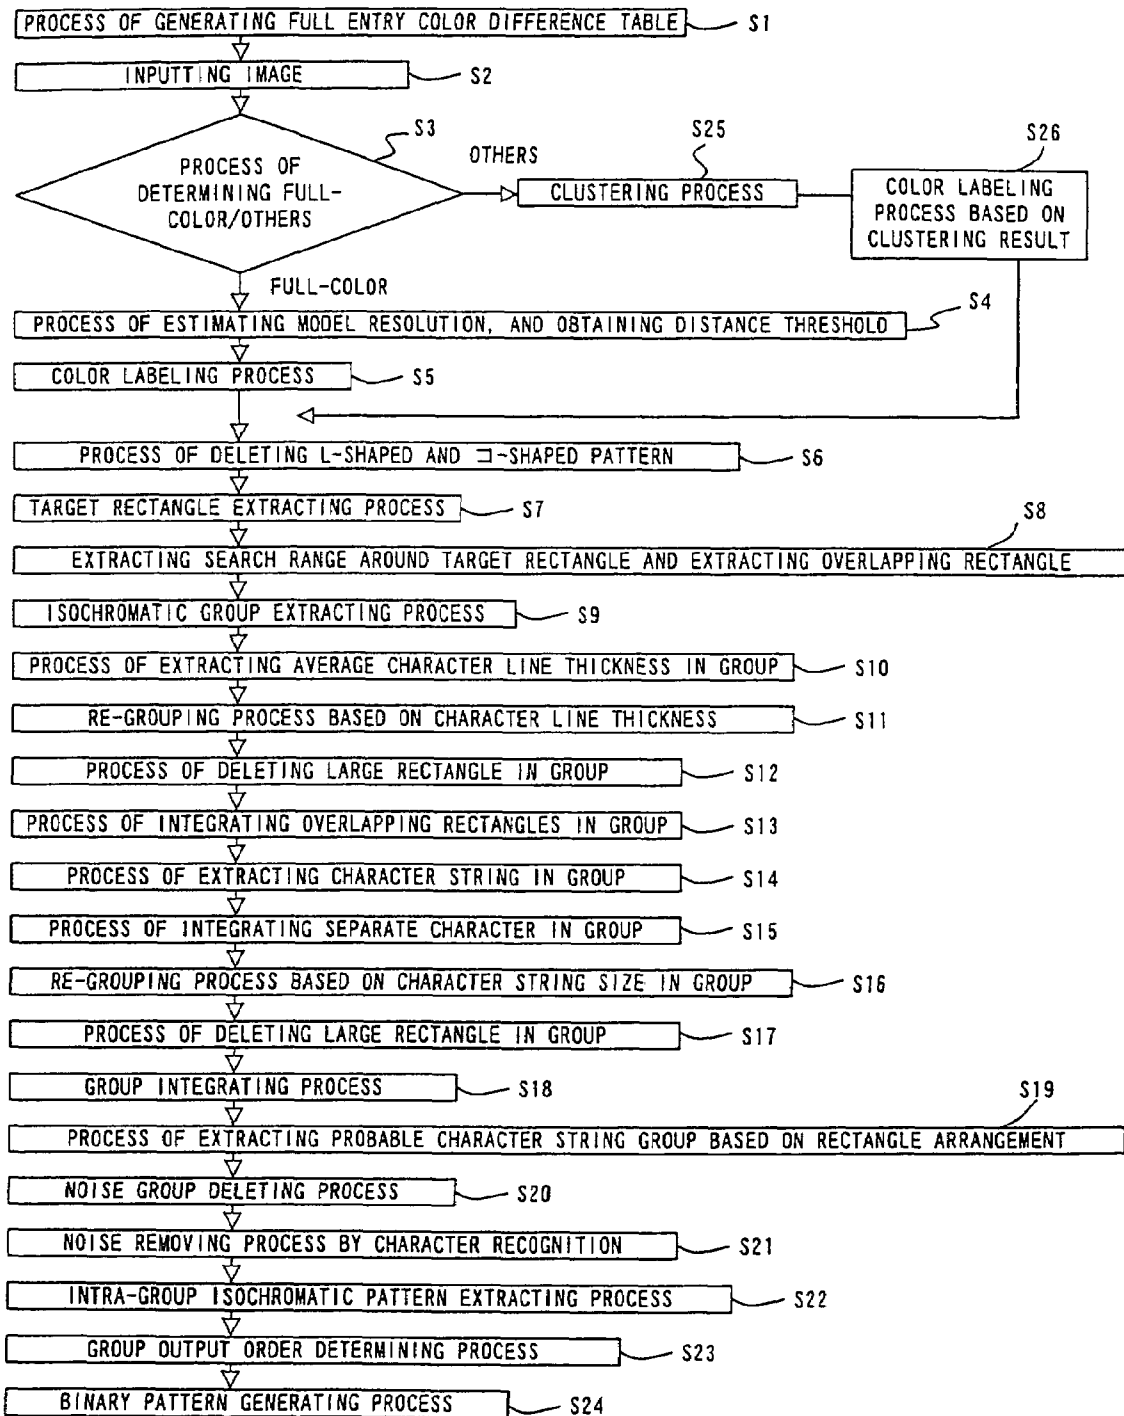 PROCESS OF GENERATING FULL ENTRY COLOR DIFFERENCE TABLE S1
INPUTTING IMAGE S2
S3
PROCESS OF
DETERMINING FULL-
COLOR/OTHERS
OTHERS
S25
CLUSTERING PROCESS
S26
COLOR LABELING
PROCESS BASED ON
CLUSTERING RESULT
FULL-COLOR
S4
PROCESS OF ESTIMATING MODEL RESOLUTION, AND OBTAINING DISTANCE THRESHOLD
COLOR LABELING PROCESS S5
PROCESS OF DELETING L-SHAPED AND コ-SHAPED PATTERN S6
TARGET RECTANGLE EXTRACTING PROCESS S7
S8
EXTRACTING SEARCH RANGE AROUND TARGET RECTANGLE AND EXTRACTING OVERLAPPING RECTANGLE
ISOCHROMATIC GROUP EXTRACTING PROCESS S9
PROCESS OF EXTRACTING AVERAGE CHARACTER LINE THICKNESS IN GROUP S10
RE-GROUPING PROCESS BASED ON CHARACTER LINE THICKNESS S11
PROCESS OF DELETING LARGE RECTANGLE IN GROUP S12
PROCESS OF INTEGRATING OVERLAPPING RECTANGLES IN GROUP S13
PROCESS OF EXTRACTING CHARACTER STRING IN GROUP S14
PROCESS OF INTEGRATING SEPARATE CHARACTER IN GROUP S15
RE-GROUPING PROCESS BASED ON CHARACTER STRING SIZE IN GROUP S16
PROCESS OF DELETING LARGE RECTANGLE IN GROUP S17
GROUP INTEGRATING PROCESS S18
S19
PROCESS OF EXTRACTING PROBABLE CHARACTER STRING GROUP BASED ON RECTANGLE ARRANGEMENT
NOISE GROUP DELETING PROCESS S20
NOISE REMOVING PROCESS BY CHARACTER RECOGNITION S21
INTRA-GROUP ISOCHROMATIC PATTERN EXTRACTING PROCESS S22
GROUP OUTPUT ORDER DETERMINING PROCESS S23
BINARY PATTERN GENERATING PROCESS S24